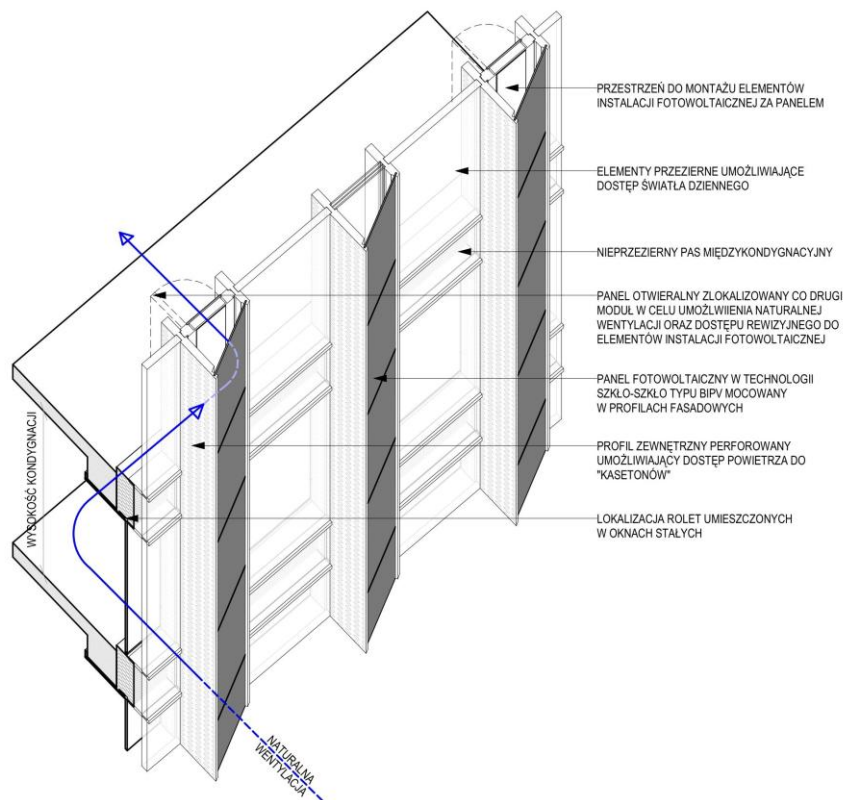 PRZESTRZEŃ DO MONTAŻU ELEMENTÓW
INSTALACJI FOTOWOLTAICZNEJ ZA PANELEM
ELEMENTY PRZEZIERNE UMOŻLIWIAJĄCE
DOSTĘP ŚWIATŁA DZIENNEGO
NIEPRZEZIERNY PAS MIĘDZYKONDYGNACYJNY
PANEL OTWIERALNY ZLOKALIZOWANY CO DRUGI
MODUŁ W CELU UMOŻLWIIENIA NATURALNEJ
WENTYLACJI ORAZ DOSTĘPU REWIZYJNEGO DO
ELEMENTÓW INSTALACJI FOTOWOLTAICZNEJ
PANEL FOTOWOLTAICZNY W TECHNOLOGII
SZKŁO-SZKŁO TYPU BIPV MOCOWANY
W PROFILACH FASADOWYCH
PROFIL ZEWNĘTRZNY PERFOROWANY
UMOŻLIWIAJĄCY DOSTĘP POWIETRZA DO
"KASETONÓW"
LOKALIZACJA ROLET UMIESZCZONYCH
W OKNACH STAŁYCH
WYSOKOŚĆ KONDYGNACJI
NATURALNA
WENTYLACJA